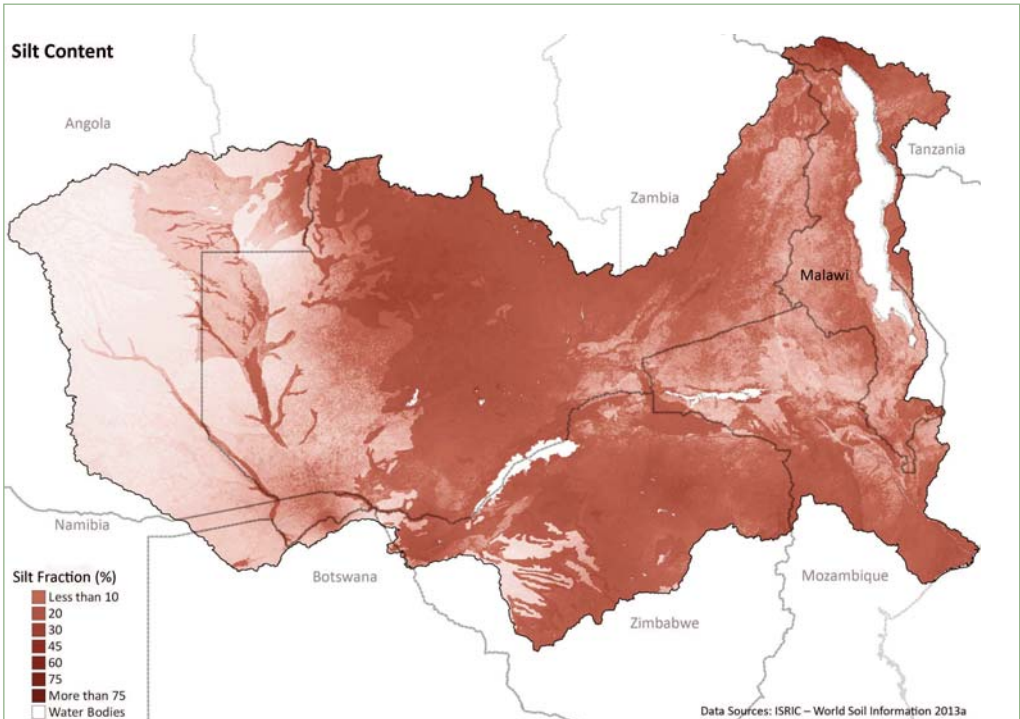 Silt Content
Angola
Tanzania
Zambia
Malawi
Namibia
Botswana
Mozambique
Zimbabwe
Silt Fraction (%)
Less than 10
20
30
45
60
75
More than 75
Water Bodies
Data Sources: ISRIC – World Soil Information 2013a